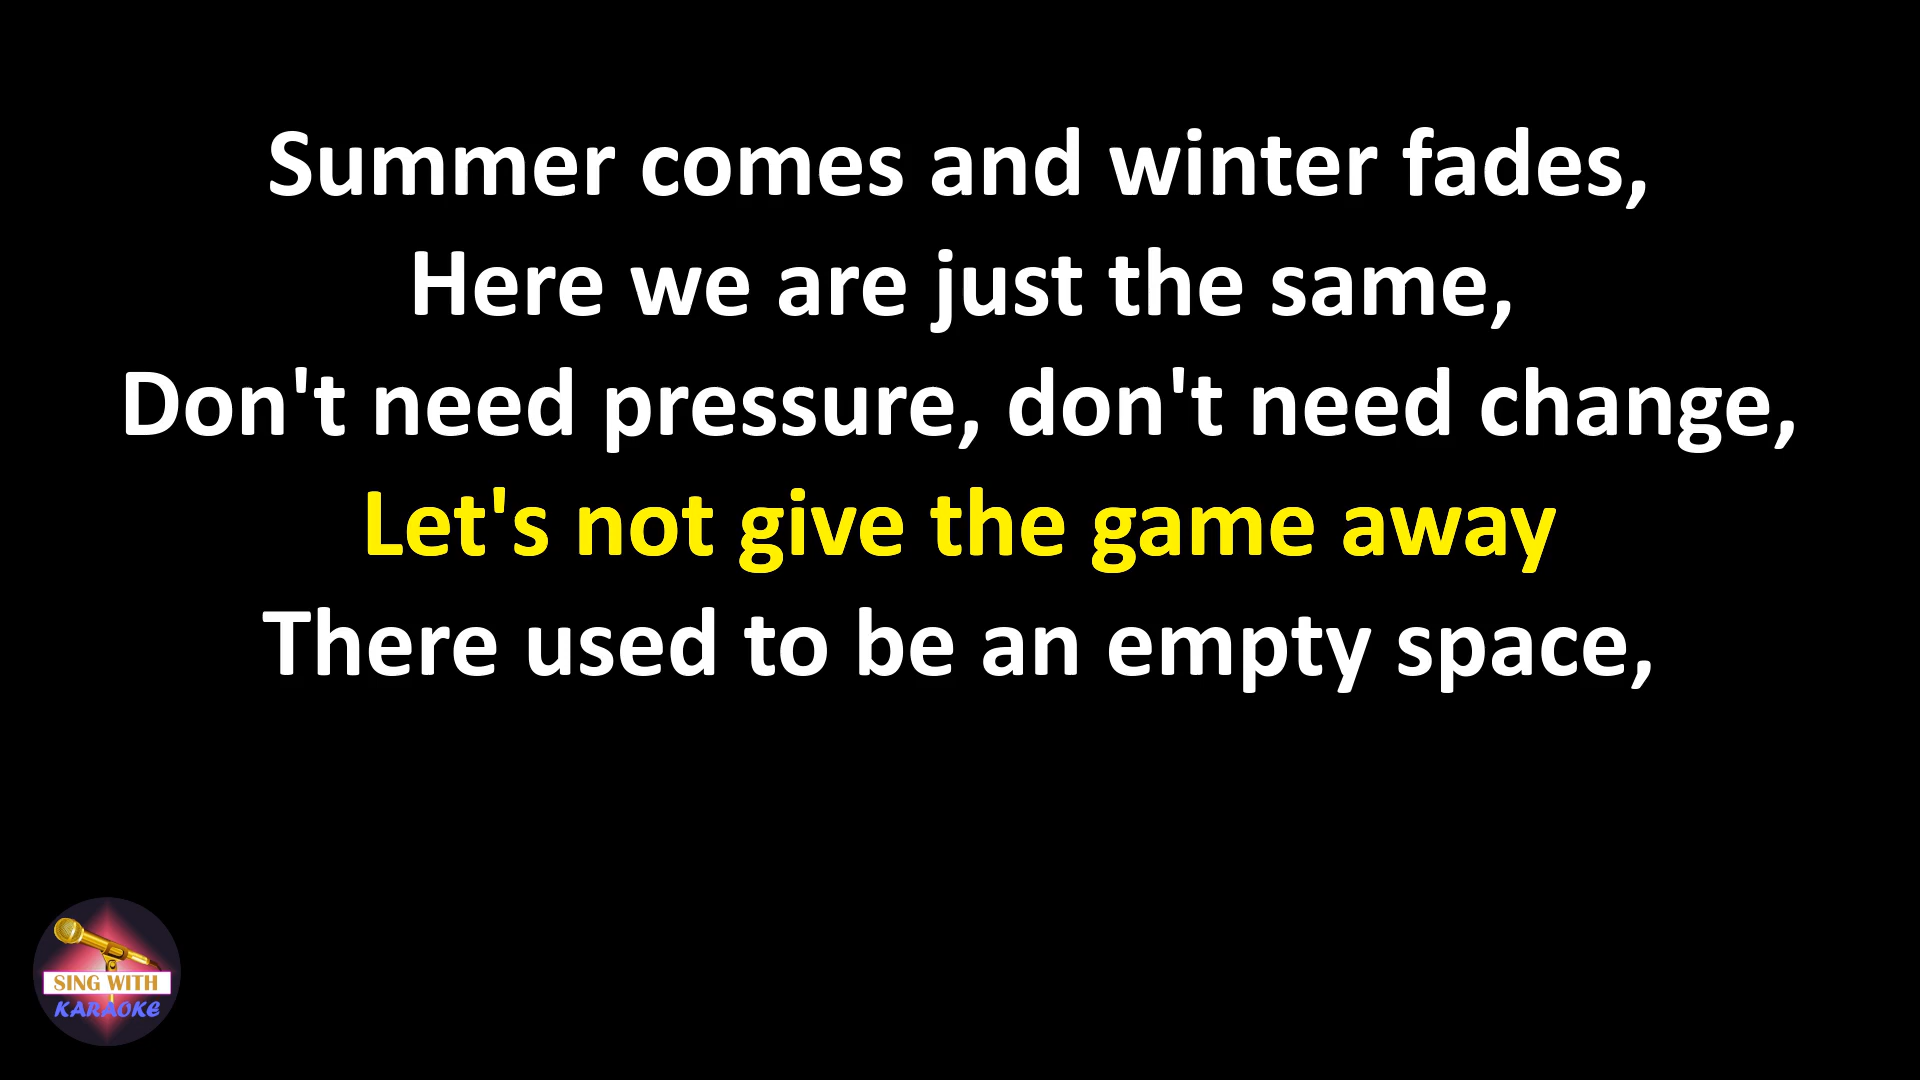 Summer comes and winter fades,
Here we are just the same,
Don't need pressure, don't need change,
Let's not give the game away
There used to be an empty space,
SING WITH
KARAOKE